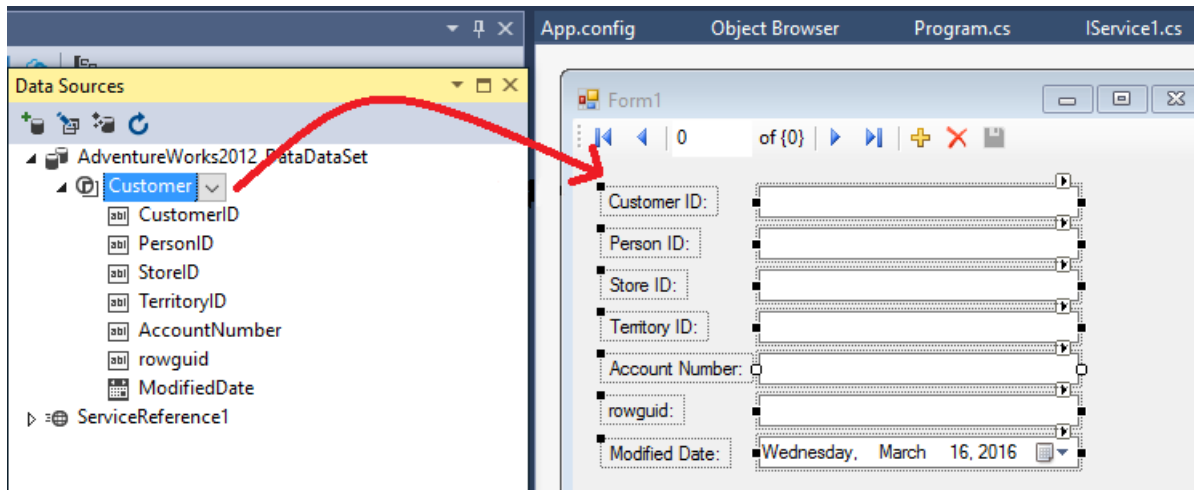 App.config Object Browser Program.cs IService1.cs
Data Sources
AdventureWorks2012_DataDataSet
Customer
CustomerID
PersonID
StoreID
TerritoryID
AccountNumber
rowguid
ModifiedDate
ServiceReference1
Form1
0 of {0}
Customer ID:
Person ID:
Store ID:
Territory ID:
Account Number:
rowguid:
Modified Date: Wednesday, March 16, 2016